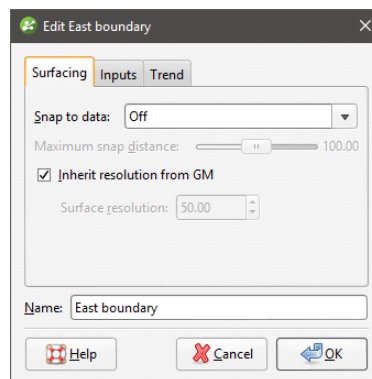 Edit East boundary
Surfacing Inputs Trend
Snap to data: Off
Maximum snap distance: 100.00
Inherit resolution from GM
Surface resolution: 50.00
Name: East boundary
Help Cancel OK